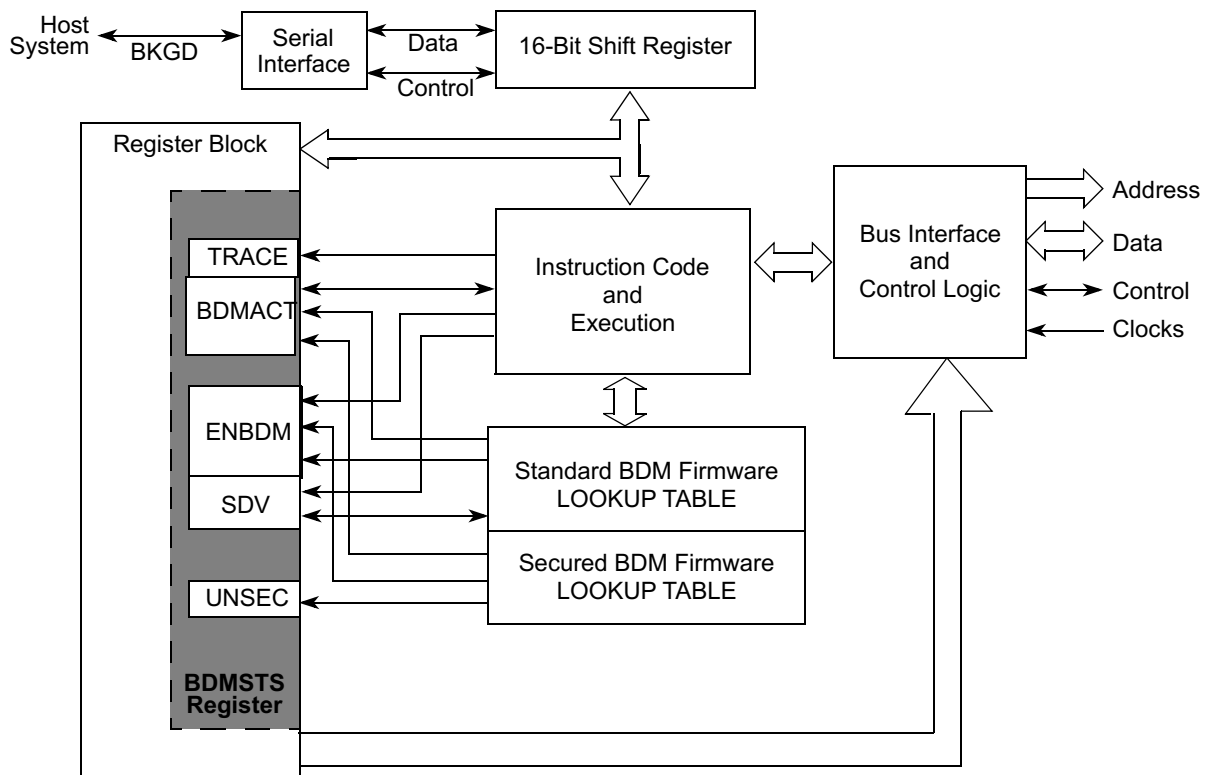 Host
System
BKGD
Serial
Interface
Data
Control
16-Bit Shift Register
Register Block
TRACE
BDMACT
ENBDM
SDV
UNSEC
BDMSTS
Register
Instruction Code
and
Execution
Standard BDM Firmware
LOOKUP TABLE
Secured BDM Firmware
LOOKUP TABLE
Bus Interface
and
Control Logic
Address
Data
Control
Clocks